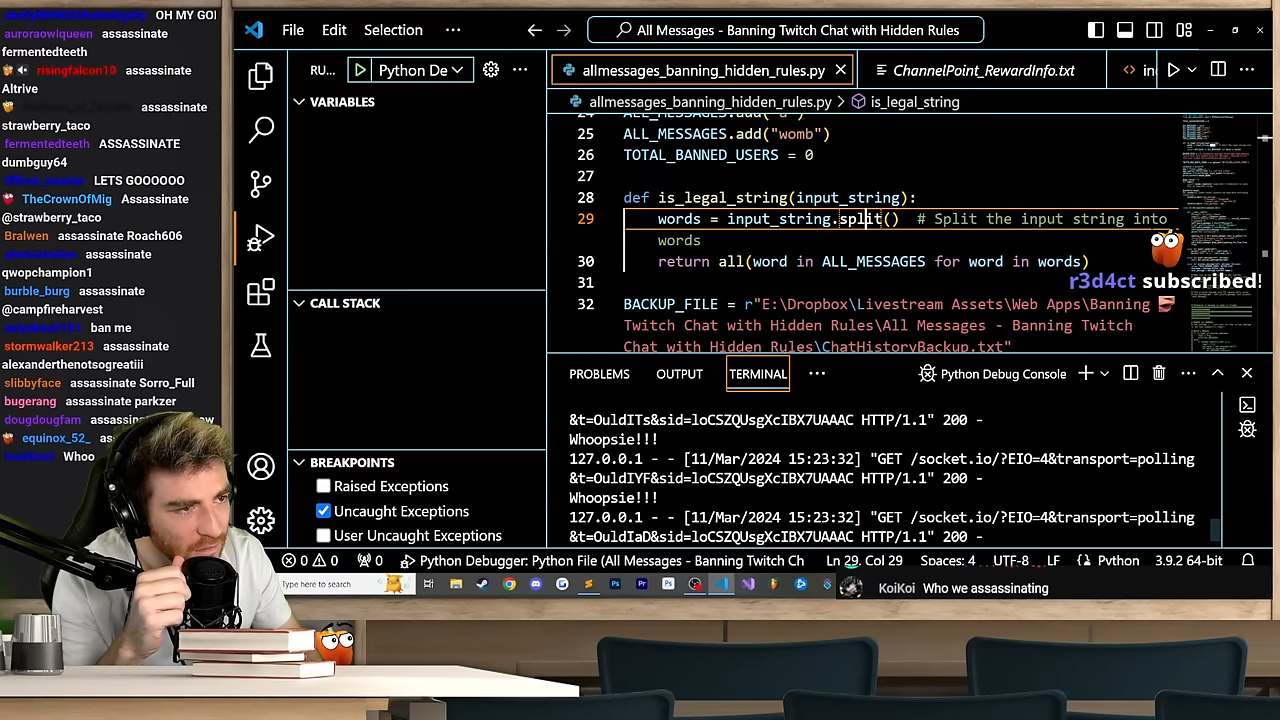 OH MY GO
auroraowlqueen assassinate
fermentedteeth
risingfalcon10 assassinate
Altrive
assassinate
strawberry_taco
fermentedteeth ASSASSINATE
dumbguy64
LETS GOOOOOO
TheCrownOfMig Assassinate
@strawberry_taco
Bralwen assassinate Roach606
assassinate
qwopchampion1
burble_burg assassinate
@campfireharvest
ban me
stormwalker213 assassinate
alexanderthenotsogreatiii
slibbyface assassinate Sorro_Full
bugerang assassinate parkzer
dougdougfam
equinox_52_
Whoo
File Edit Selection ···
All Messages - Banning Twitch Chat with Hidden Rules
RU... Python De
VARIABLES
CALL STACK
BREAKPOINTS
Raised Exceptions
Uncaught Exceptions
User Uncaught Exceptions
allmessages_banning_hidden_rules.py
ChannelPoint_RewardInfo.txt
allmessages_banning_hidden_rules.py > is_legal_string
25 ALL_MESSAGES.add("womb")
26 TOTAL_BANNED_USERS = 0
27
28 def is_legal_string(input_string):
29 words = input_string.split() # Split the input string into
words
30 return all(word in ALL_MESSAGES for word in words)
31
32 BACKUP_FILE = r"E:\Dropbox\Livestream Assets\Web Apps\Banning
Twitch Chat with Hidden Rules\All Messages - Banning Twitch
Chat with Hidden Rules\ChatHistoryBackup.txt"
r3d4ct subscribed!
PROBLEMS OUTPUT TERMINAL ··· Python Debug Console
&t=OuldITs&sid=loCSZQUsgXcIBX7UAAAC HTTP/1.1" 200 -
Whoopsie!!!
127.0.0.1 - - [11/Mar/2024 15:23:32] "GET /socket.io/?EIO=4&transport=polling
&t=OuldIYF&sid=loCSZQUsgXcIBX7UAAAC HTTP/1.1" 200 -
Whoopsie!!!
127.0.0.1 - - [11/Mar/2024 15:23:32] "GET /socket.io/?EIO=4&transport=polling
&t=OuldIaD&sid=loCSZQUsgXcIBX7UAAAC HTTP/1.1" 200 -
0 0 0 Python Debugger: Python File (All Messages - Banning Twitch Ch Ln 29, Col 29 Spaces: 4 UTF-8 LF Python 3.9.2 64-bit
Type here to search
KoiKoi Who we assassinating